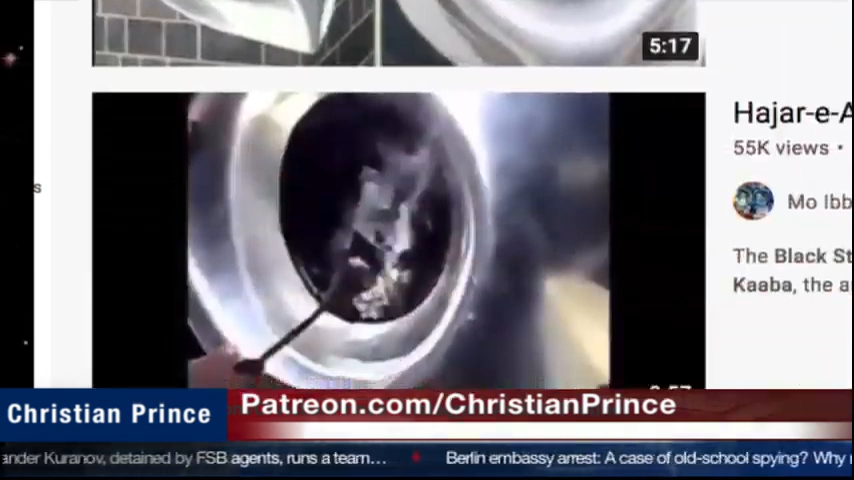 5:17
Hajar-e-A
55K views •
s
Mo Ibb
The Black St
Kaaba, the a
Christian Prince
Patreon.com/ChristianPrince
ander Kuranov, detained by FSB agents, runs a team...
Berlin embassy arrest: A case of old-school spying? Why